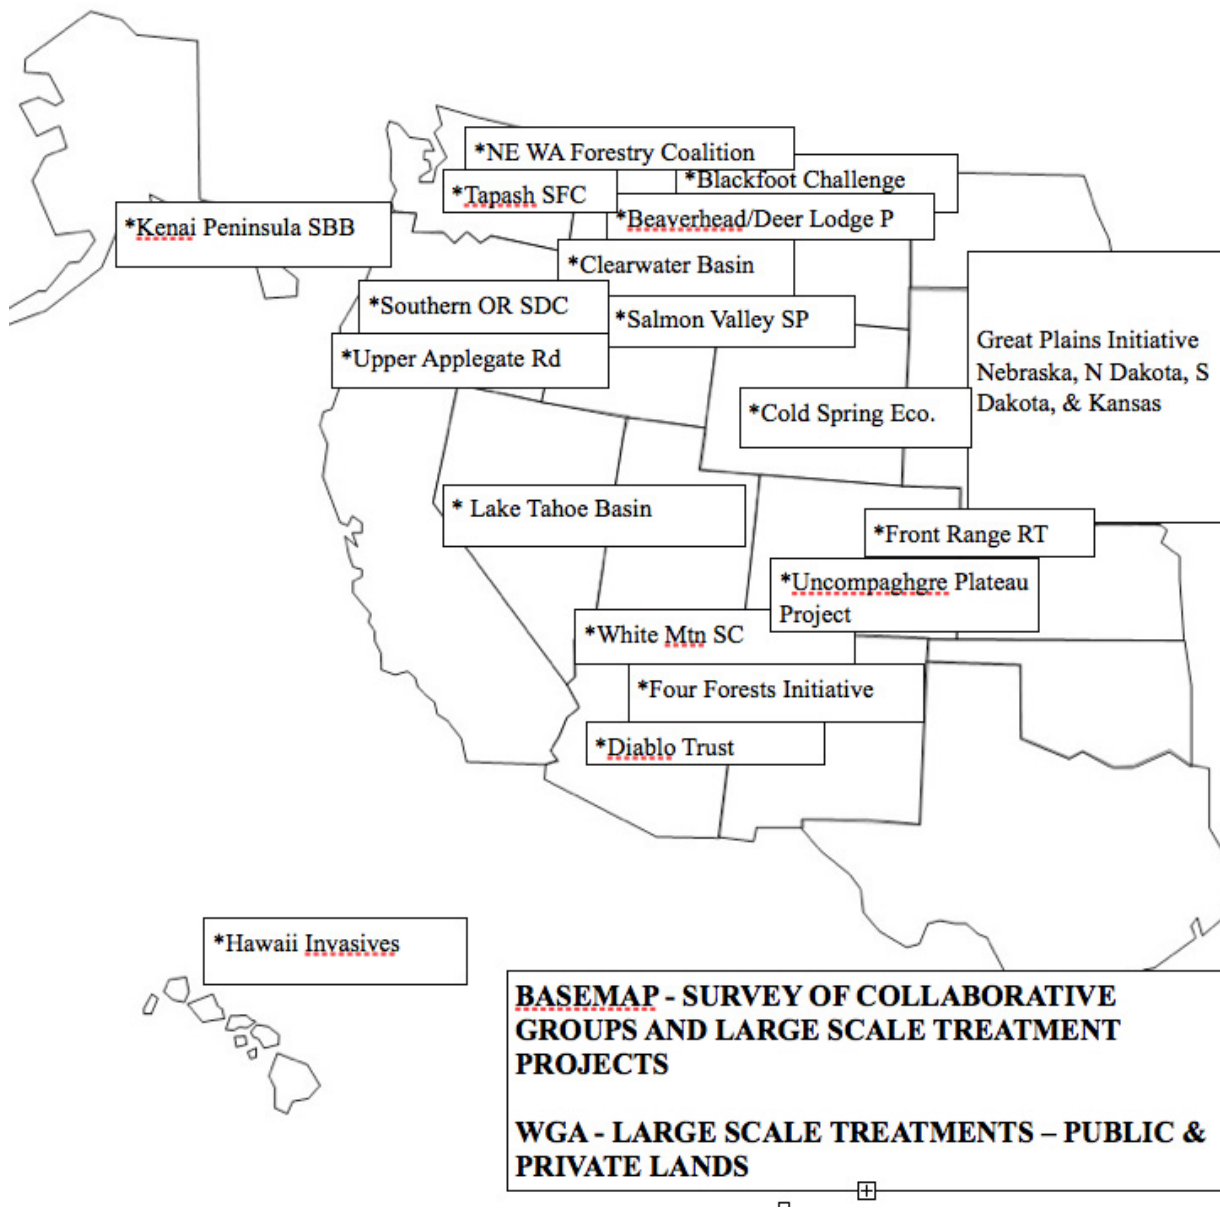 *NE WA Forestry Coalition
*Blackfoot Challenge
*Tapash SFC
*Beaverhead/Deer Lodge P
*Kenai Peninsula SBB
*Clearwater Basin
*Southern OR SDC
*Salmon Valley SP
*Upper Applegate Rd
Great Plains Initiative
Nebraska, N Dakota, S
Dakota, & Kansas
*Cold Spring Eco.
* Lake Tahoe Basin
*Front Range RT
*Uncompaghgre Plateau
Project
*White Mtn SC
*Four Forests Initiative
*Diablo Trust
*Hawaii Invasives
BASEMAP - SURVEY OF COLLABORATIVE
GROUPS AND LARGE SCALE TREATMENT
PROJECTS
WGA - LARGE SCALE TREATMENTS – PUBLIC &
PRIVATE LANDS